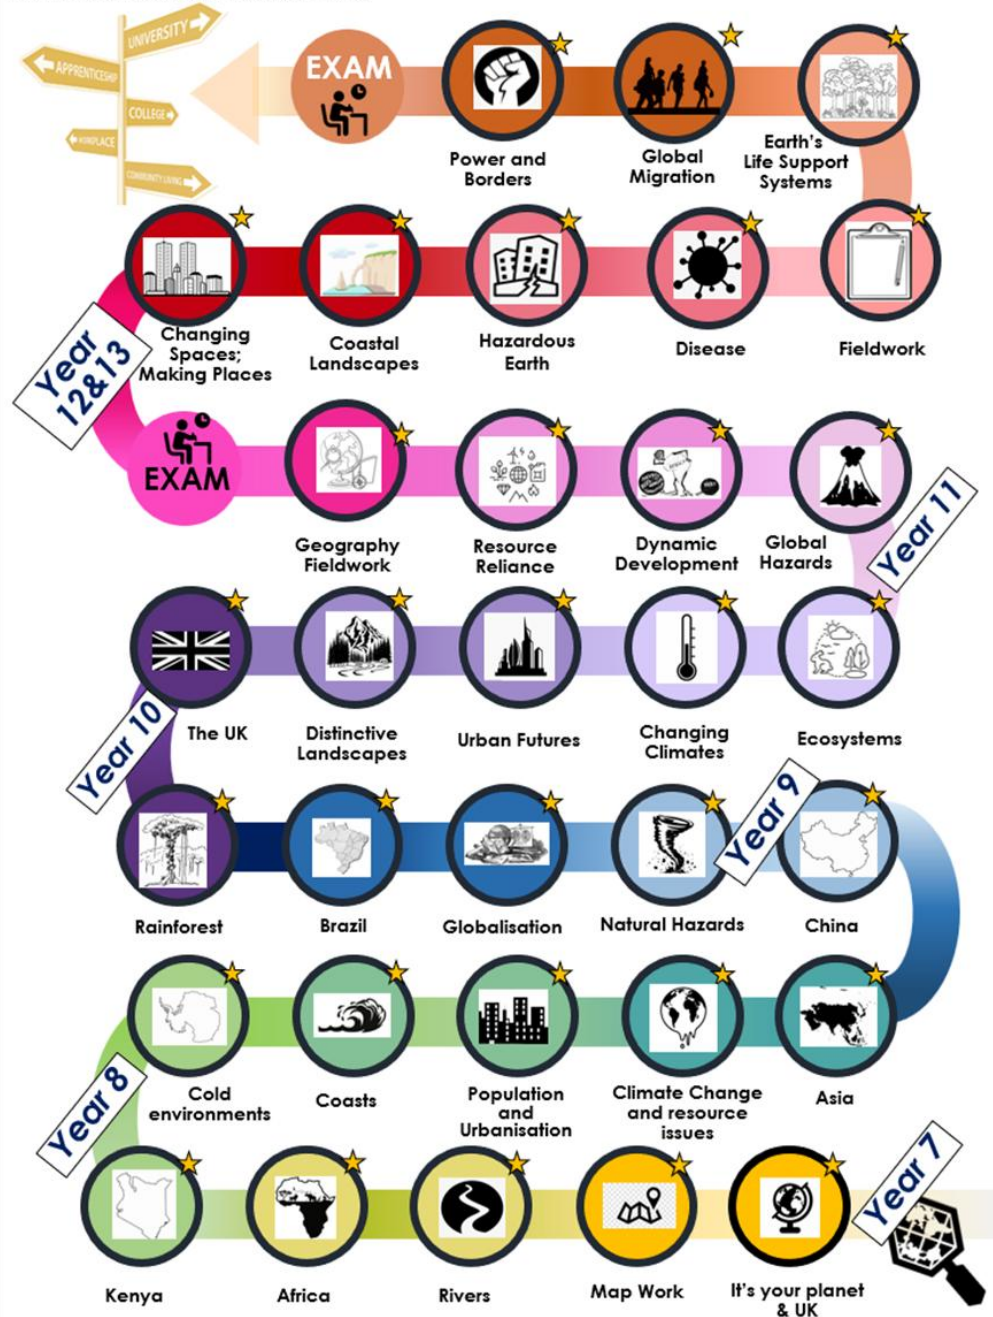 UNIVERSITY
APPRENTICESHIP
COLLEGE
WORKPLACE
COMMUNITY LIVING
EXAM
Power and
Borders
Global
Migration
Earth's
Life Support
Systems
Changing
Spaces;
Making Places
Coastal
Landscapes
Hazardous
Earth
Disease
Fieldwork
Year
12&13
EXAM
Geography
Fieldwork
Resource
Reliance
Dynamic
Development
Global
Hazards
Year 11
The UK
Distinctive
Landscapes
Urban Futures
Changing
Climates
Ecosystems
Year 10
Rainforest
Brazil
Globalisation
Natural Hazards
Year 9
China
Cold
environments
Coasts
Population
and
Urbanisation
Climate Change
and resource
issues
Asia
Year 8
Kenya
Africa
Rivers
Map Work
It's your planet
& UK
Year 7